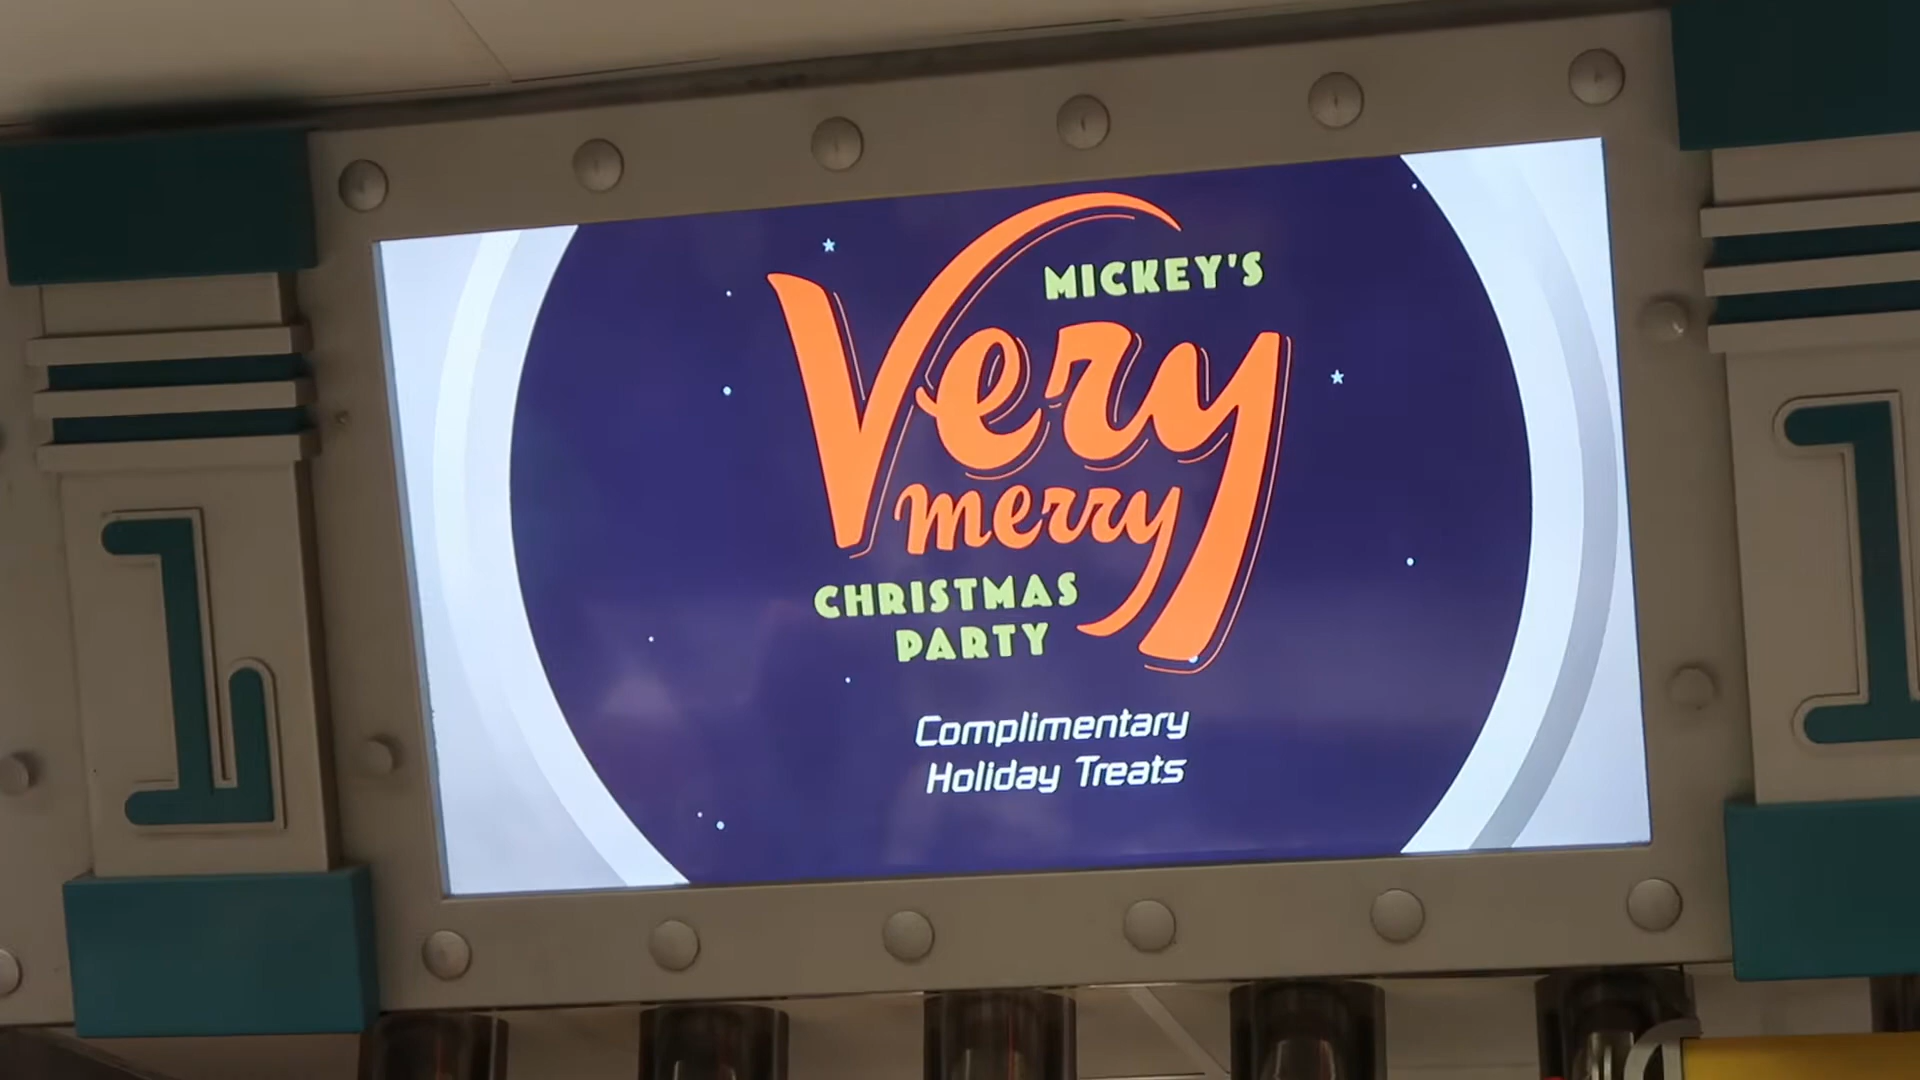 MICKEY'S
Very
merry
CHRISTMAS
PARTY
Complimentary
Holiday Treats